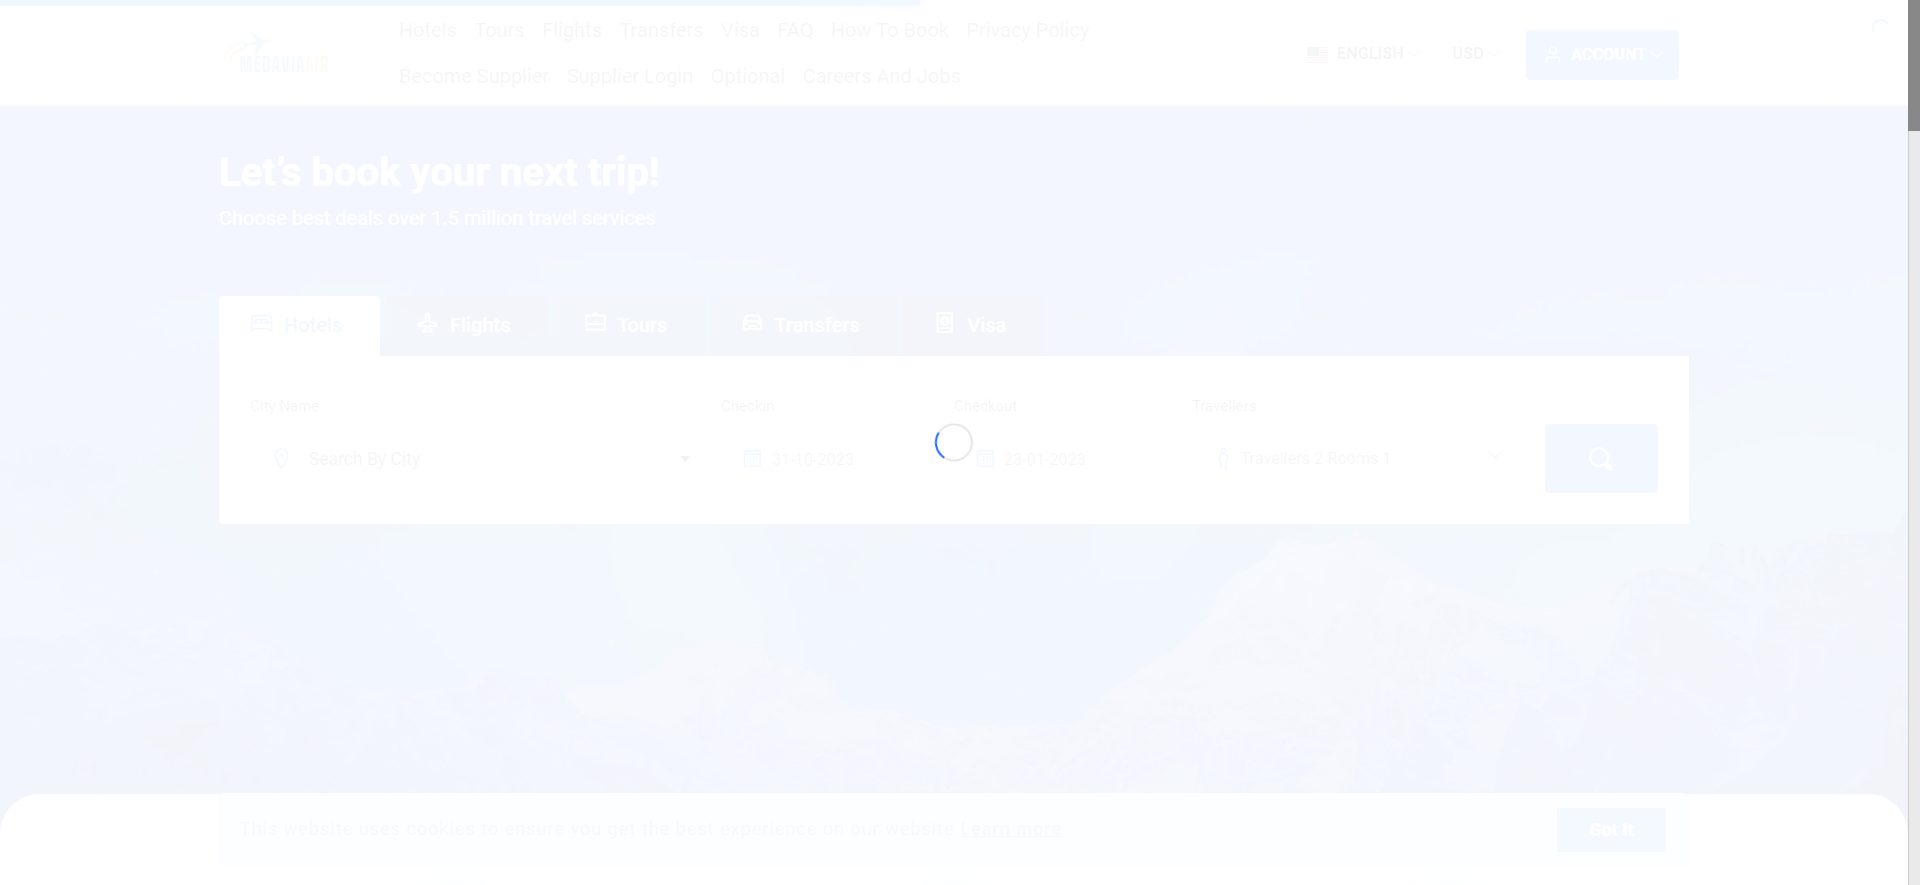 Hotels Tours Flights Transfers Visa FAQ How To Book Privacy Policy
Become Supplier Supplier Login Optional Careers And Jobs
MEDAVIAAIR
ENGLISH
USD
ACCOUNT
Let's book your next trip!
Choose best deals over 1.5 million travel services
Hotels Flights Tours Transfers Visa
City Name Checkin Checkout Travellers
Search By City 31-10-2023 23-01-2023 Travellers 2 Rooms 1
This website uses cookies to ensure you get the best experience on our website Learn more
Got It